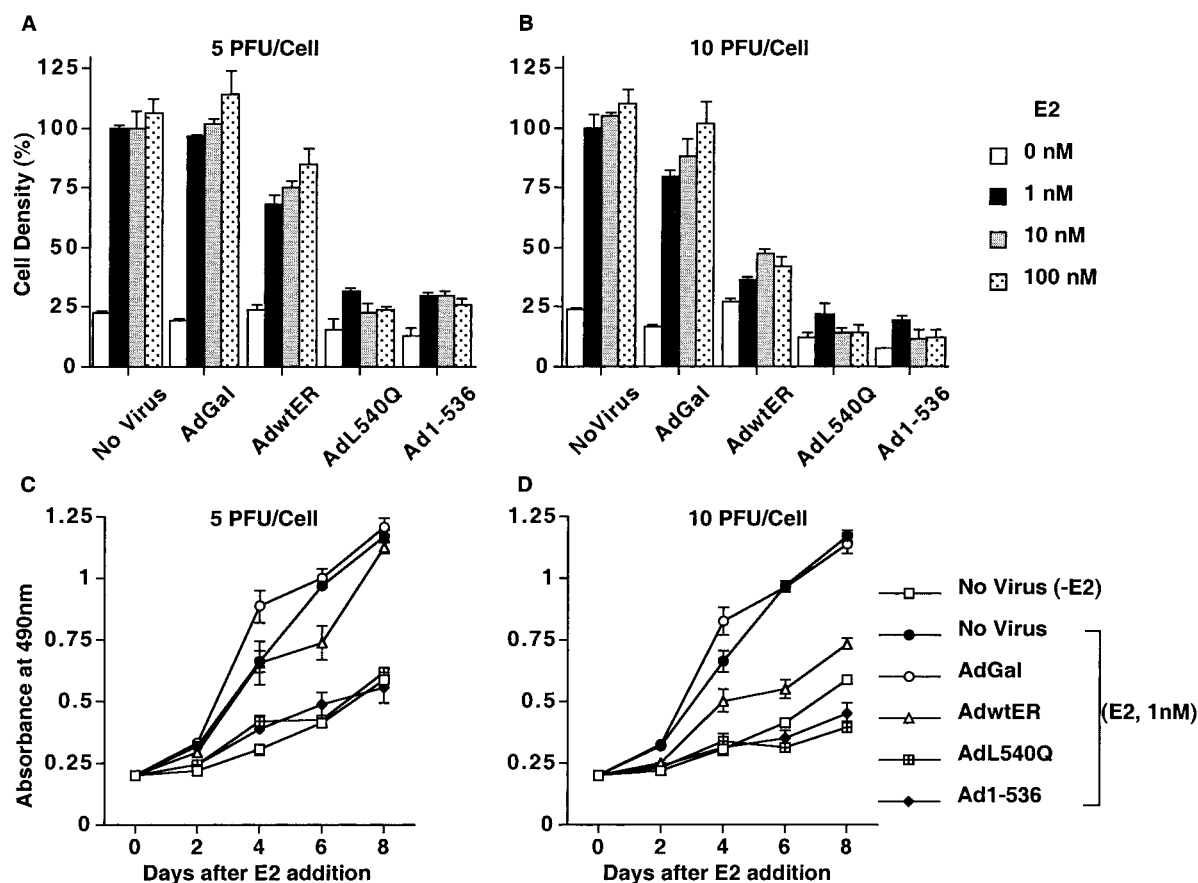 A
5 PFU/Cell
Cell Density (%)
125
100
75
50
25
0
No Virus
AdGal
AdwtER
AdL540Q
Ad1-536
B
10 PFU/Cell
125
100
75
50
25
0
NoVirus
AdGal
AdwtER
AdL540Q
Ad1-536
E2
0 nM
1 nM
10 nM
100 nM
C
5 PFU/Cell
Absorbance at 490nm
1.25
1
0.75
0.5
0.25
0
0 2 4 6 8
Days after E2 addition
D
10 PFU/Cell
1.25
1
0.75
0.5
0.25
0
0 2 4 6 8
Days after E2 addition
No Virus (-E2)
No Virus
AdGal
AdwtER
AdL540Q
Ad1-536
(E2, 1nM)